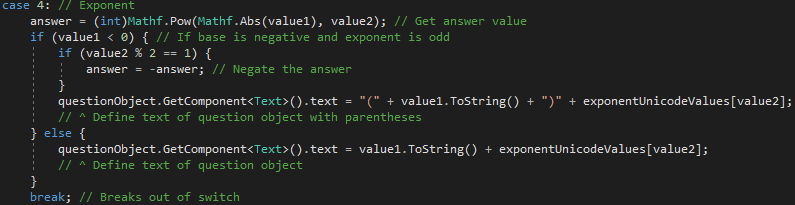 case 4: // Exponent
answer = (int)Mathf.Pow(Mathf.Abs(value1), value2); // Get answer value
if (value1 < 0) { // If base is negative and exponent is odd
if (value2 % 2 == 1) {
answer = -answer; // Negate the answer
}
questionObject.GetComponent<Text>().text = "(" + value1.ToString() + ")" + exponentUnicodeValues[value2];
// ^ Define text of question object with parentheses
} else {
questionObject.GetComponent<Text>().text = value1.ToString() + exponentUnicodeValues[value2];
// ^ Define text of question object
}
break; // Breaks out of switch